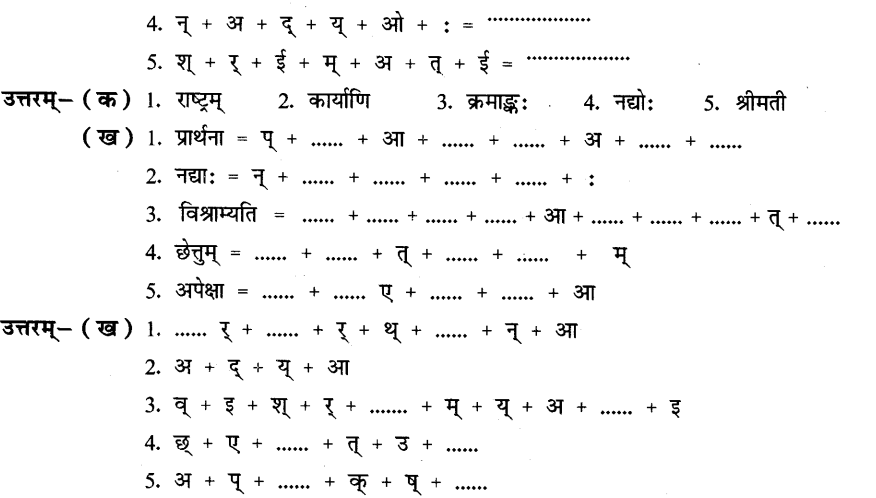 4. न् + अ + द् + य् + ओ + : = ....................
5. श् + र् + ई + म् + अ + त् + ई = ....................
उत्तरम्– ( क ) 1. राष्ट्रम् 2. कार्याणि 3. क्रमाङ्कः 4. नद्योः 5. श्रीमती
( ख ) 1. प्रार्थना = प् + ...... + आ + ...... + ...... + अ + ...... + ......
2. नद्याः = न् + ...... + ...... + ...... + ...... + :
3. विश्राम्यति = ...... + ...... + ...... + ...... + आ + ...... + ...... + ...... + त् + ......
4. छेत्तुम् = ...... + ...... + त् + ...... + ...... + म्
5. अपेक्षा = ...... + ...... ए + ...... + ...... + आ
उत्तरम्– ( ख ) 1. ...... र् + ...... + र् + थ् + ...... + न् + आ
2. अ + द् + य् + आ
3. व् + इ + श् + र् + ....... + म् + य् + अ + ...... + इ
4. छ् + ए + ...... + त् + उ + ......
5. अ + प् + ...... + क् + ष् + ......